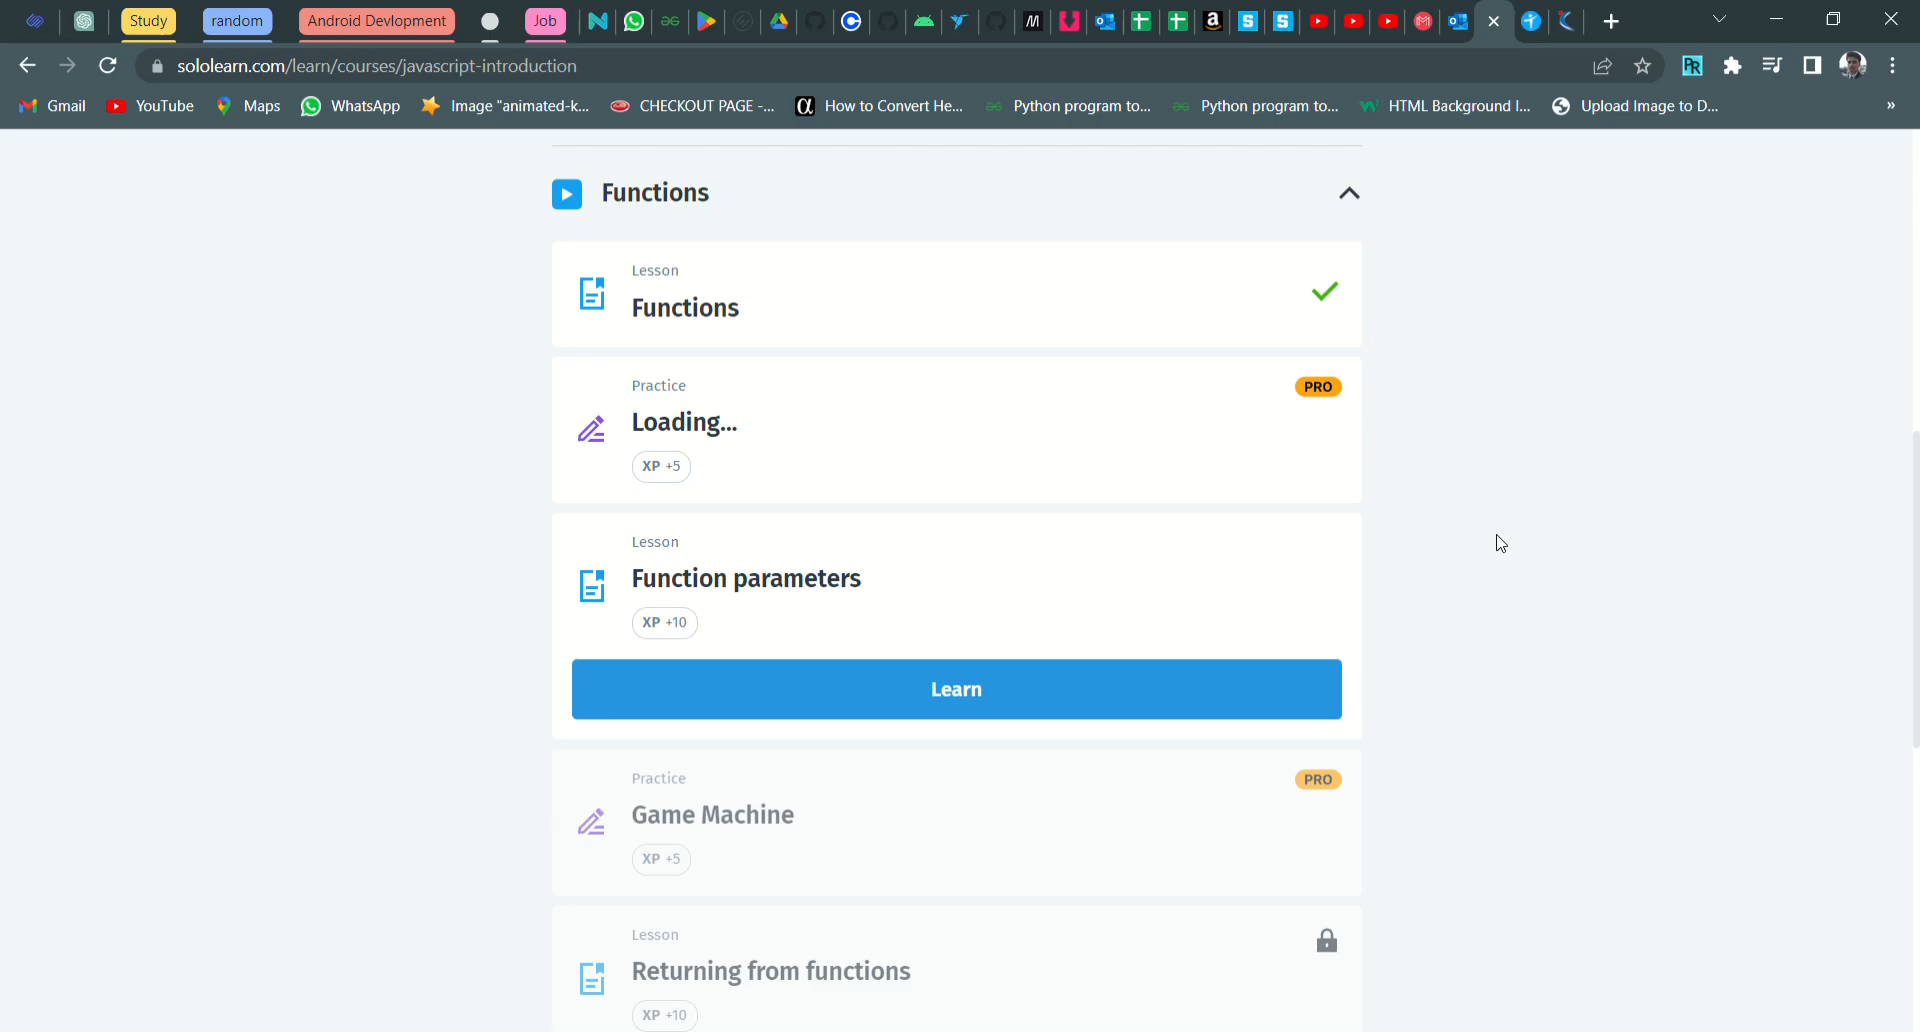 Study
random
Android Devlopment
Job
sololearn.com/learn/courses/javascript-introduction
Gmail
YouTube
Maps
WhatsApp
Image "animated-k...
CHECKOUT PAGE -...
How to Convert He...
Python program to...
Python program to...
HTML Background I...
Upload Image to D...
»
Functions
Lesson
Functions
Practice
PRO
Loading...
XP +5
Lesson
Function parameters
XP +10
Learn
Practice
PRO
Game Machine
XP +5
Lesson
Returning from functions
XP +10